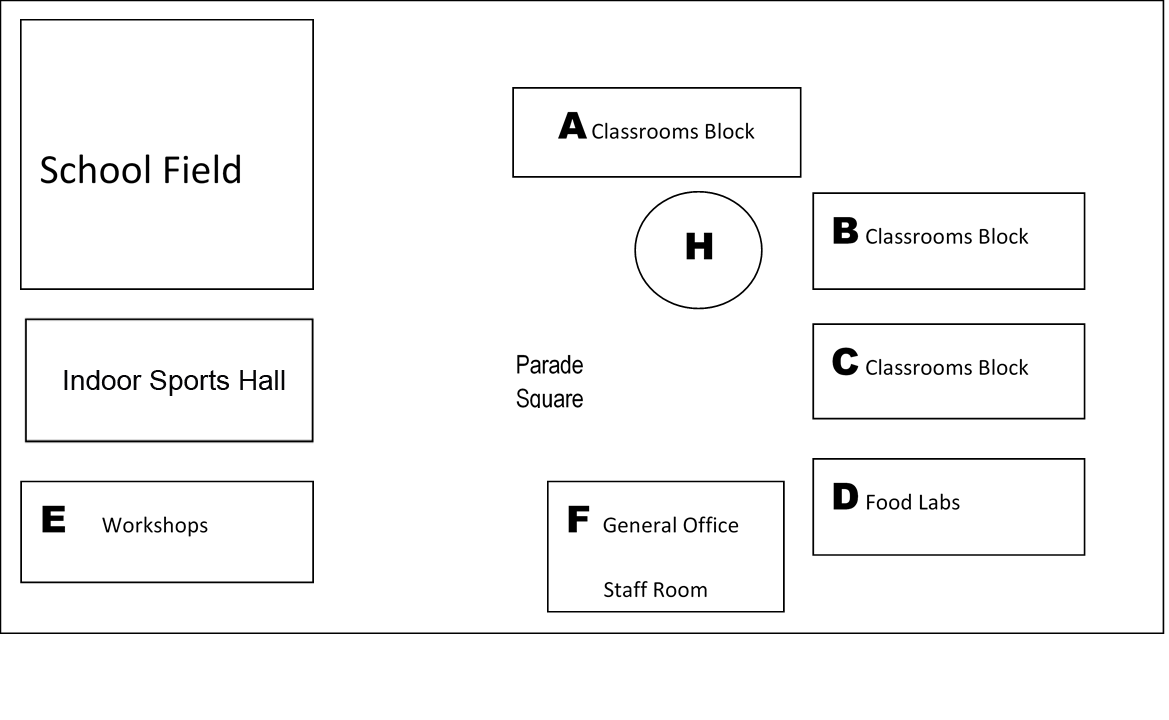 School Field
A Classrooms Block
H
B Classrooms Block
Indoor Sports Hall
Parade
Square
C Classrooms Block
E Workshops
F General Office
Staff Room
D Food Labs